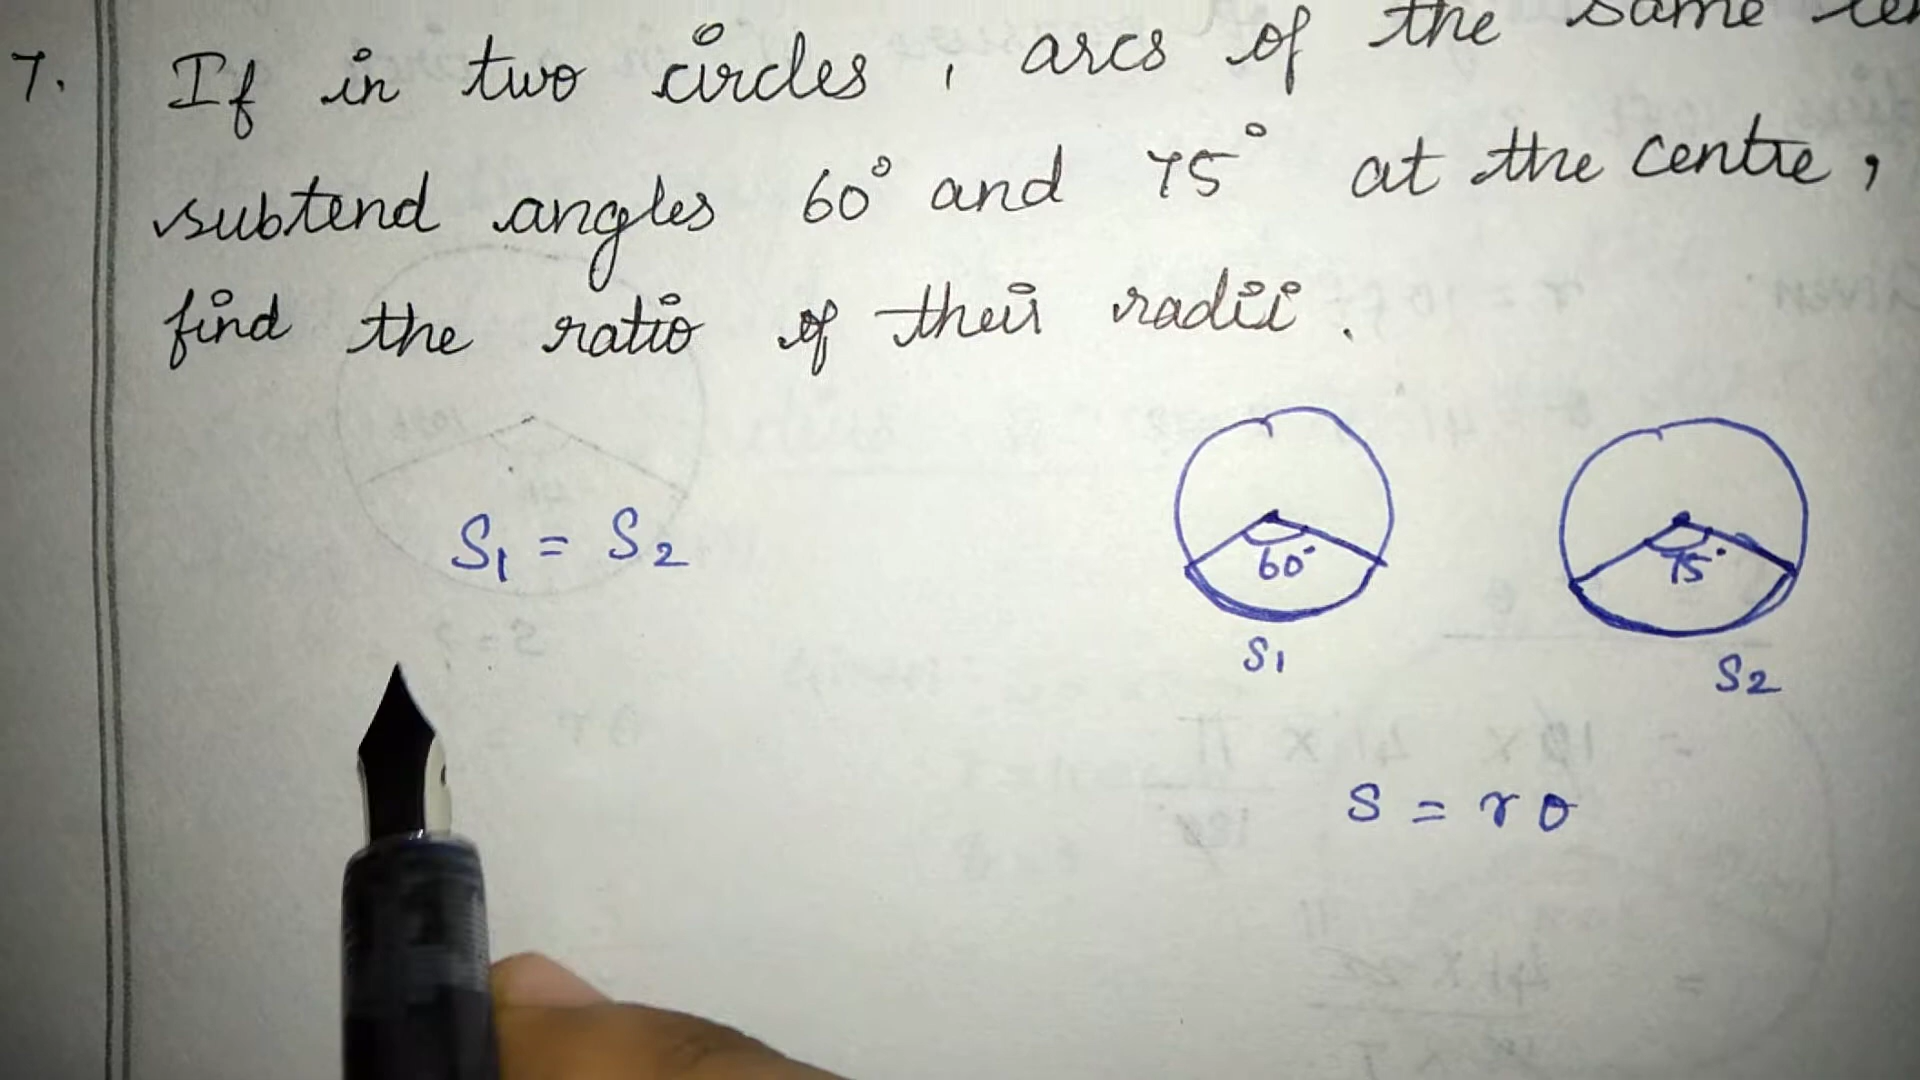 7. If in two circles, arcs of the same
subtend angles 60° and 75° at the centre,
find the ratio of their radii.
S1 = S2
60°
75°
S1
S2
S = rθ